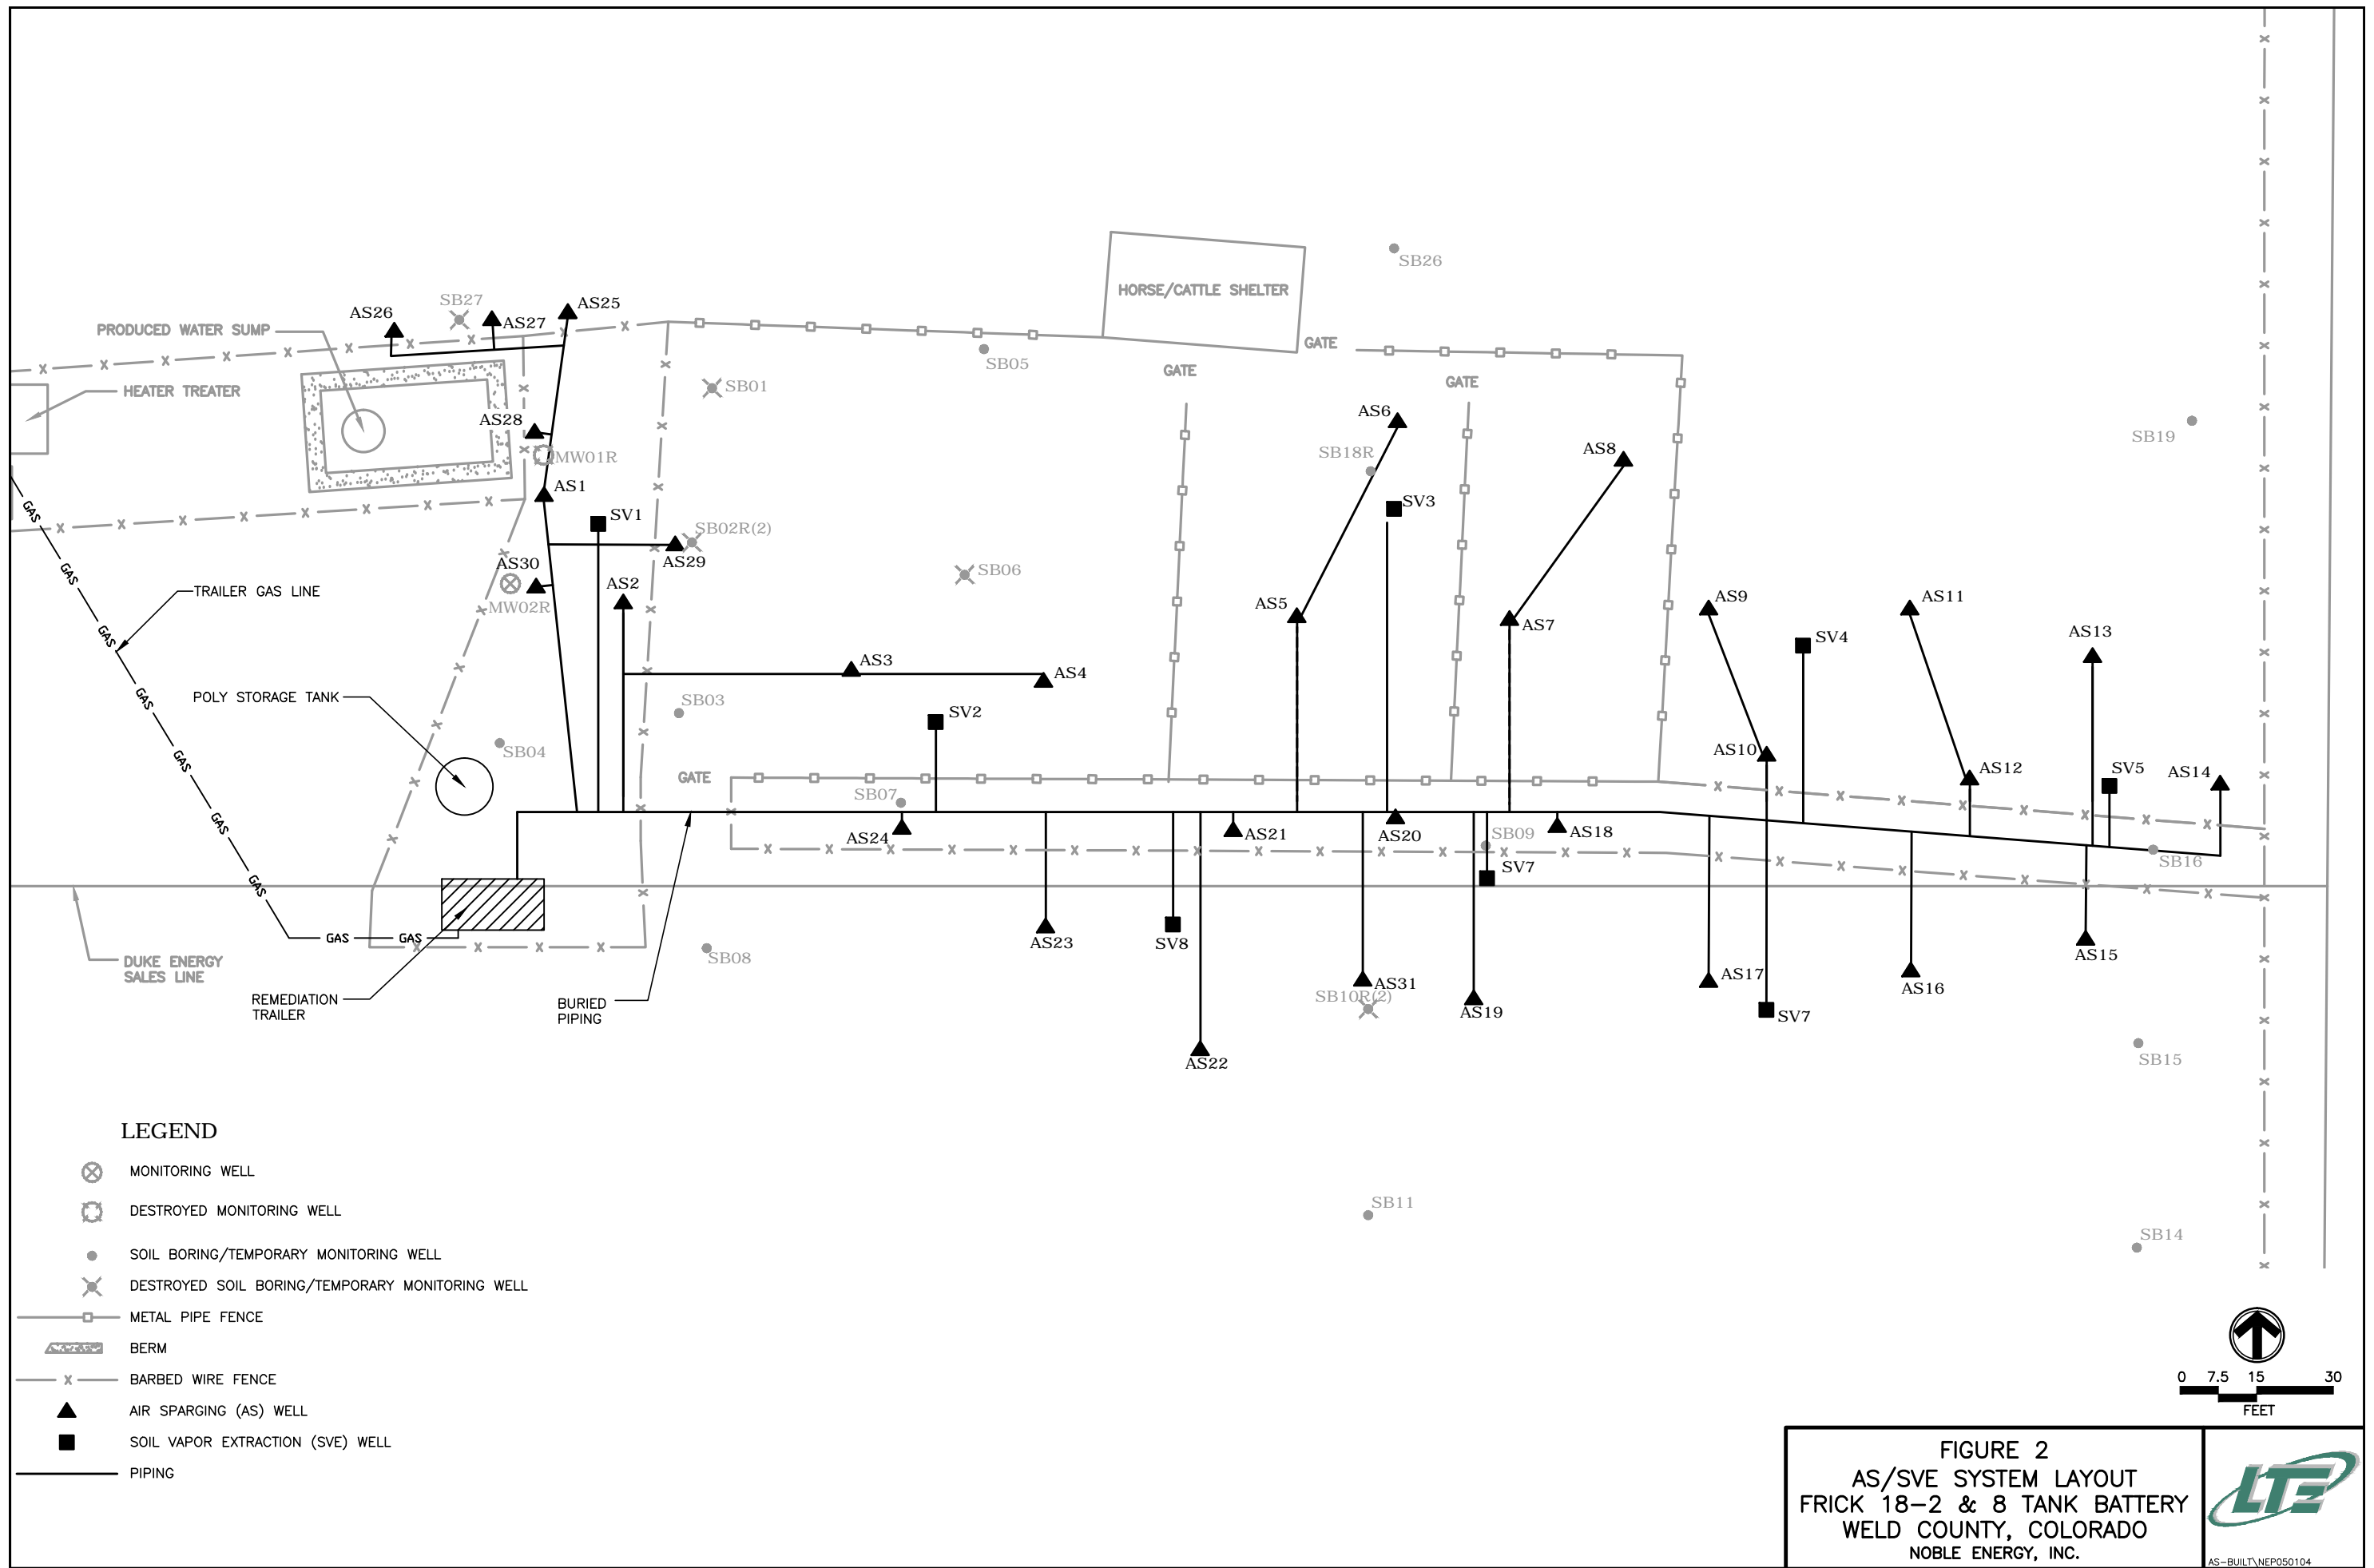 SB26
HORSE/CATTLE SHELTER
SB27
AS25
AS26
AS27
PRODUCED WATER SUMP
GATE
SB05
GATE
GATE
HEATER TREATER
SB01
AS28
AS6
SB19
MW01R
SB18R
AS8
AS1
SV1
SV3
GAS
SB02R(2)
AS29
AS30
SB06
GAS
AS2
TRAILER GAS LINE
MW02R
AS5
AS7
AS9
AS11
GAS
SV4
AS13
AS3
AS4
POLY STORAGE TANK
GAS
SB03
SV2
SB04
AS10
GAS
GATE
AS12
SV5
AS14
SB07
GAS
AS24
AS21
AS20
SB09
AS18
SB16
SV7
GAS
GAS
GAS
AS23
SV8
DUKE ENERGY
SALES LINE
SB08
AS15
AS31
AS17
AS16
REMEDIATION
TRAILER
BURIED
PIPING
SB10R(2)
AS19
SV7
AS22
SB15
SB11
SB14
LEGEND
MONITORING WELL
DESTROYED MONITORING WELL
SOIL BORING/TEMPORARY MONITORING WELL
DESTROYED SOIL BORING/TEMPORARY MONITORING WELL
METAL PIPE FENCE
BERM
BARBED WIRE FENCE
AIR SPARGING (AS) WELL
SOIL VAPOR EXTRACTION (SVE) WELL
PIPING
0 7.5 15 30
FEET
FIGURE 2
AS/SVE SYSTEM LAYOUT
FRICK 18-2 & 8 TANK BATTERY
WELD COUNTY, COLORADO
NOBLE ENERGY, INC.
LTE
AS-BUILT\NEP050104